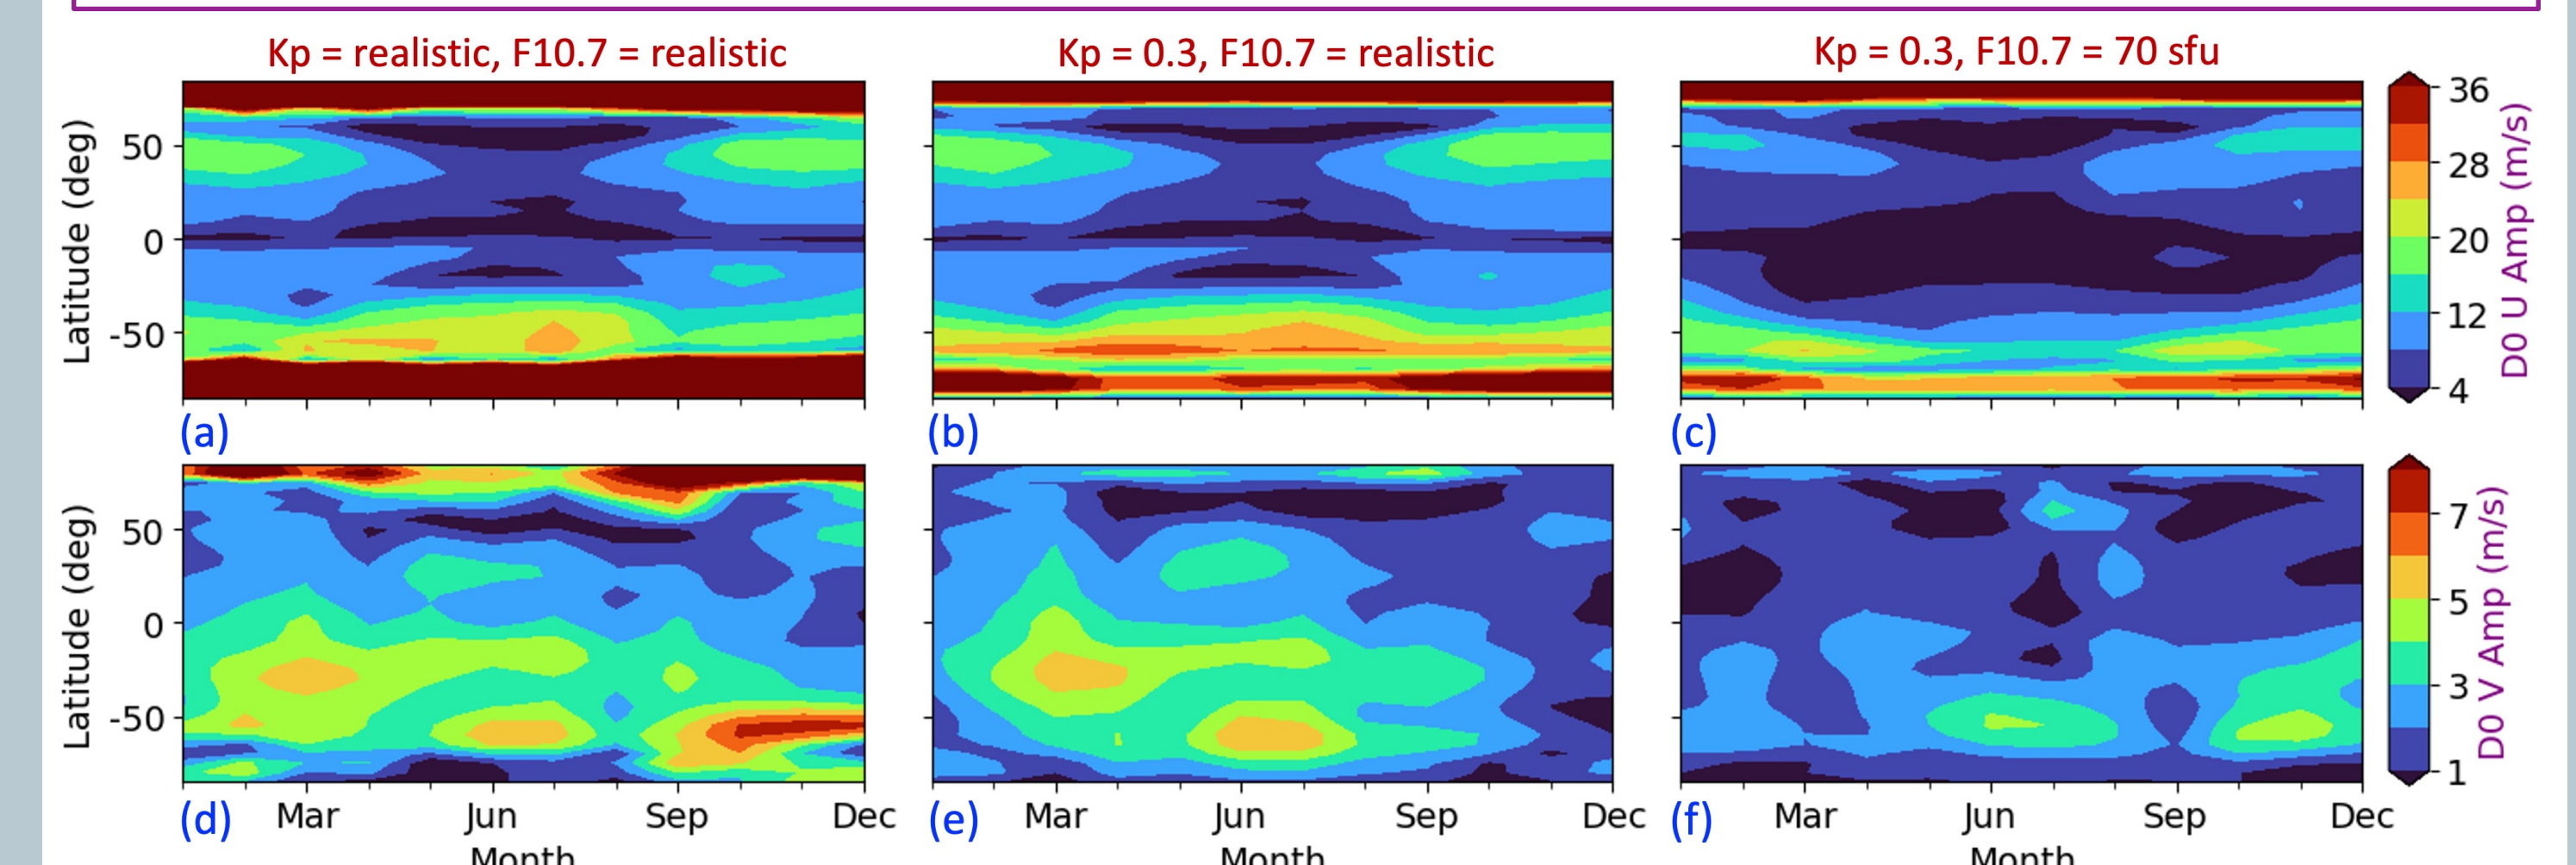 Kp = realistic, F10.7 = realistic
Kp = 0.3, F10.7 = realistic
Kp = 0.3, F10.7 = 70 sfu
Latitude (deg)
50
0
-50
36
28
20
12
4
D0 U Amp (m/s)
(a)
(b)
(c)
Latitude (deg)
50
0
-50
7
5
3
1
D0 V Amp (m/s)
(d)
Mar
Jun
Sep
Dec
(e)
Mar
Jun
Sep
Dec
(f)
Mar
Jun
Sep
Dec
Month
Month
Month